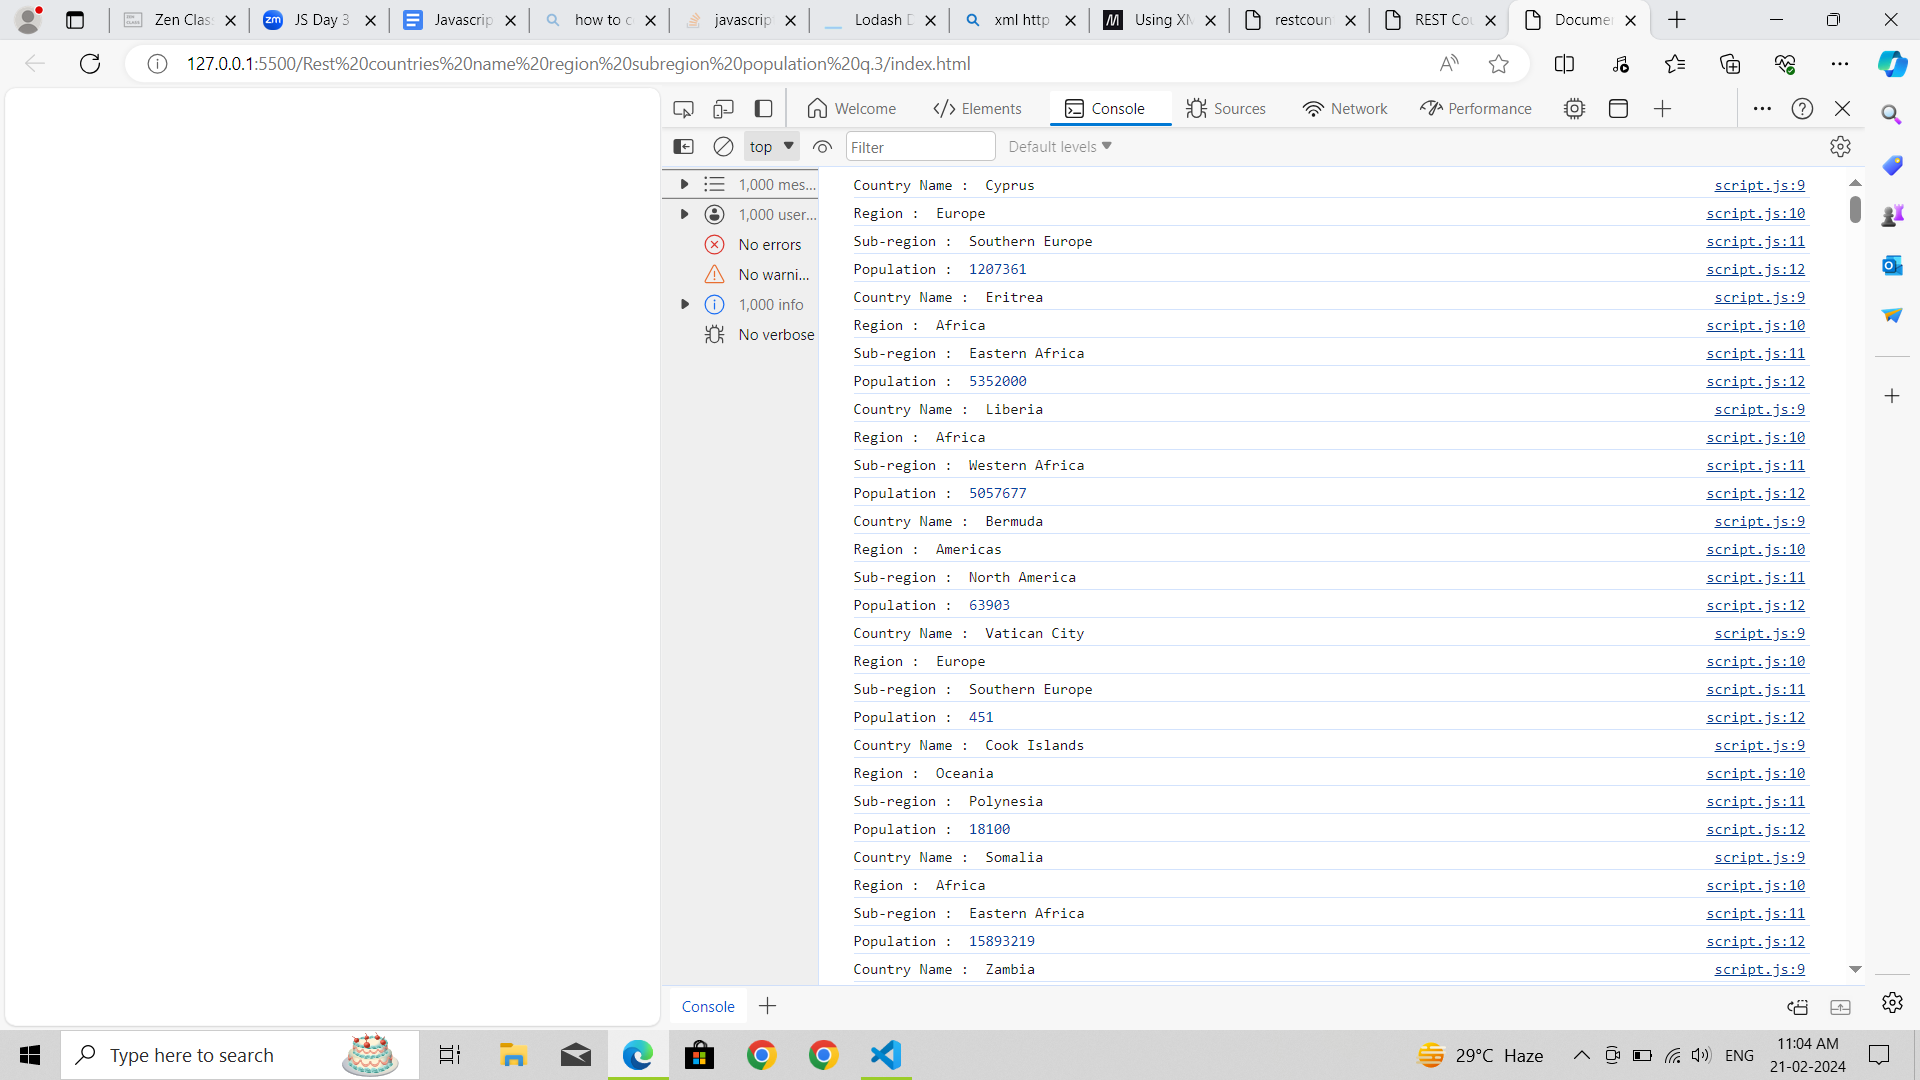 Zen Clas
JS Day 3
Javascrip
how to c
javascrip
Lodash D
xml http
Using XM
restcoun
REST Cou
Documen
127.0.0.1:5500/Rest%20countries%20name%20region%20subregion%20population%20q.3/index.html
Welcome
Elements
Console
Sources
Network
Performance
top
Filter
Default levels
1,000 mes...
1,000 user...
No errors
No warni...
1,000 info
No verbose
Country Name :  Cyprus script.js:9
Region :  Europe script.js:10
Sub-region :  Southern Europe script.js:11
Population :  1207361 script.js:12
Country Name :  Eritrea script.js:9
Region :  Africa script.js:10
Sub-region :  Eastern Africa script.js:11
Population :  5352000 script.js:12
Country Name :  Liberia script.js:9
Region :  Africa script.js:10
Sub-region :  Western Africa script.js:11
Population :  5057677 script.js:12
Country Name :  Bermuda script.js:9
Region :  Americas script.js:10
Sub-region :  North America script.js:11
Population :  63903 script.js:12
Country Name :  Vatican City script.js:9
Region :  Europe script.js:10
Sub-region :  Southern Europe script.js:11
Population :  451 script.js:12
Country Name :  Cook Islands script.js:9
Region :  Oceania script.js:10
Sub-region :  Polynesia script.js:11
Population :  18100 script.js:12
Country Name :  Somalia script.js:9
Region :  Africa script.js:10
Sub-region :  Eastern Africa script.js:11
Population :  15893219 script.js:12
Country Name :  Zambia script.js:9
Console
Type here to search
29°C Haze
ENG
11:04 AM
21-02-2024